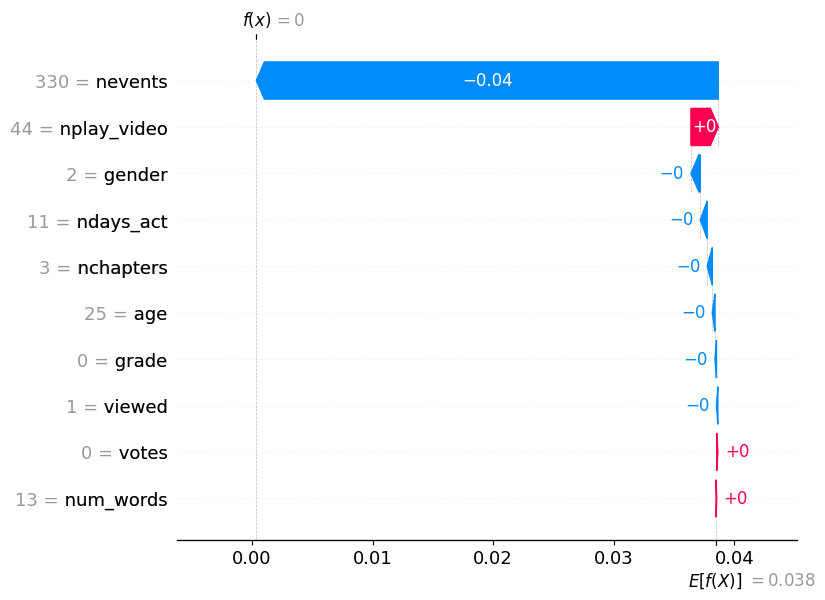 f(x) = 0
330 = nevents
−0.04
44 = nplay_video
+0
2 = gender
−0
11 = ndays_act
−0
3 = nchapters
−0
25 = age
−0
0 = grade
−0
1 = viewed
−0
0 = votes
+0
13 = num_words
+0
0.00 0.01 0.02 0.03 0.04
E[f(X)] = 0.038